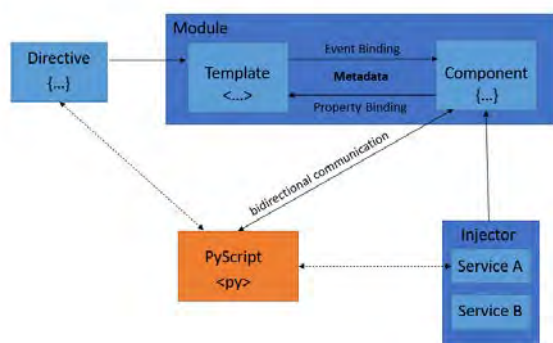 Module
Directive
{...}
Template
<...>
Event Binding
Metadata
Property Binding
Component
{...}
bidirectional communication
PyScript
<py>
Injector
Service A
Service B